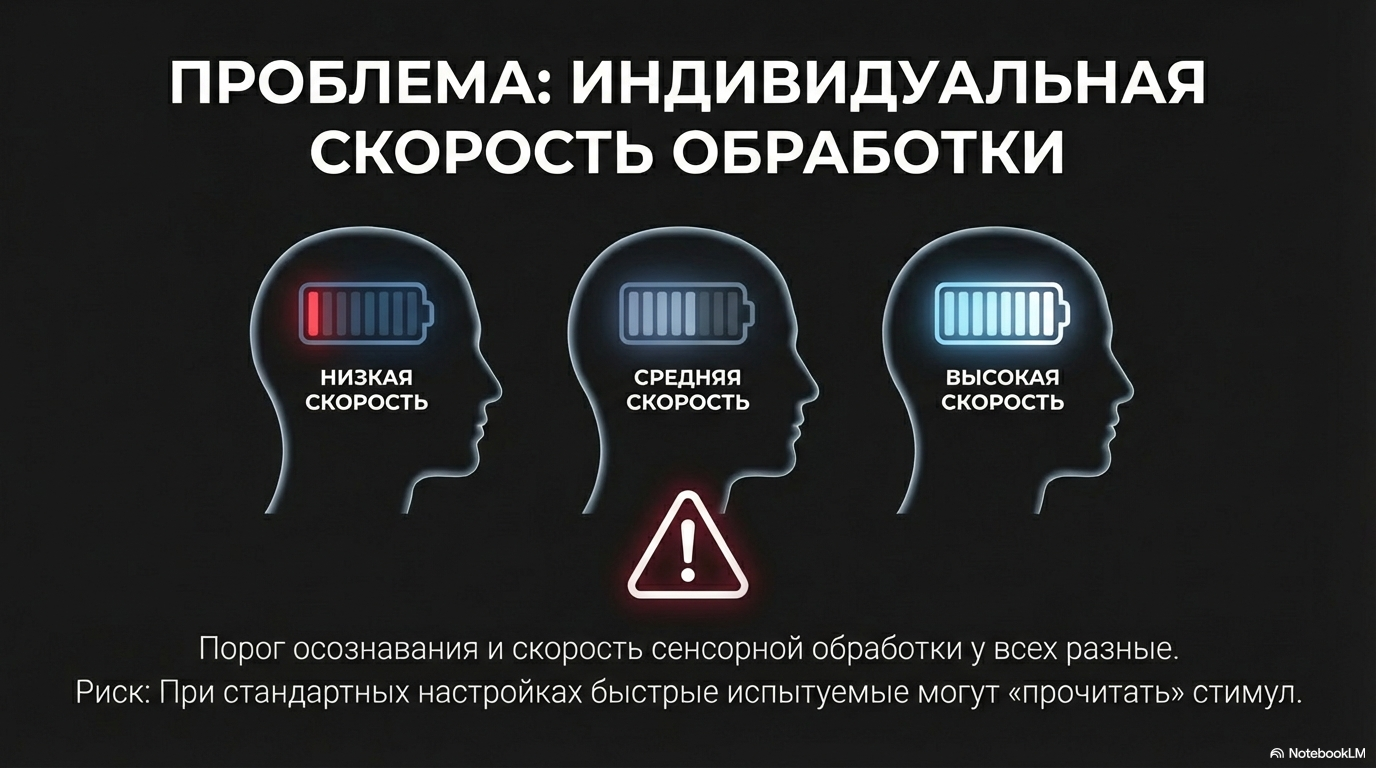 ПРОБЛЕМА: ИНДИВИДУАЛЬНАЯ
СКОРОСТЬ ОБРАБОТКИ
НИЗКАЯ
СКОРОСТЬ
СРЕДНЯЯ
СКОРОСТЬ
ВЫСОКАЯ
СКОРОСТЬ
Порог осознавания и скорость сенсорной обработки у всех разные.
Риск: При стандартных настройках быстрые испытуемые могут «прочитать» стимул.
NotebookLM